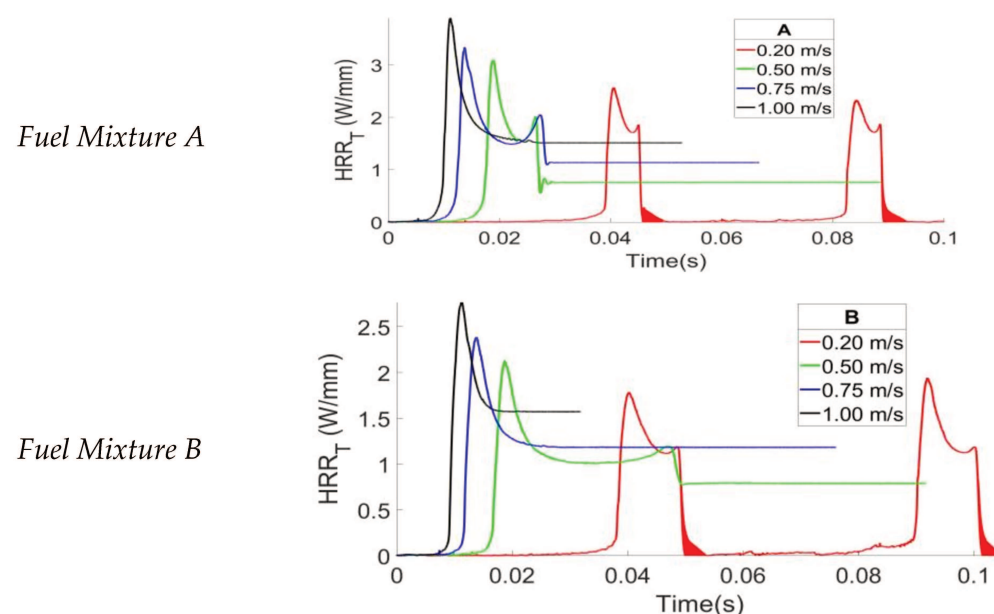 Fuel Mixture A
HRR_T (W/mm)
3
2
1
0
0 0.02 0.04 0.06 0.08 0.1
Time(s)
A
0.20 m/s
0.50 m/s
0.75 m/s
1.00 m/s
Fuel Mixture B
HRR_T (W/mm)
2.5
2
1.5
1
0.5
0
0 0.02 0.04 0.06 0.08 0.1
Time(s)
B
0.20 m/s
0.50 m/s
0.75 m/s
1.00 m/s